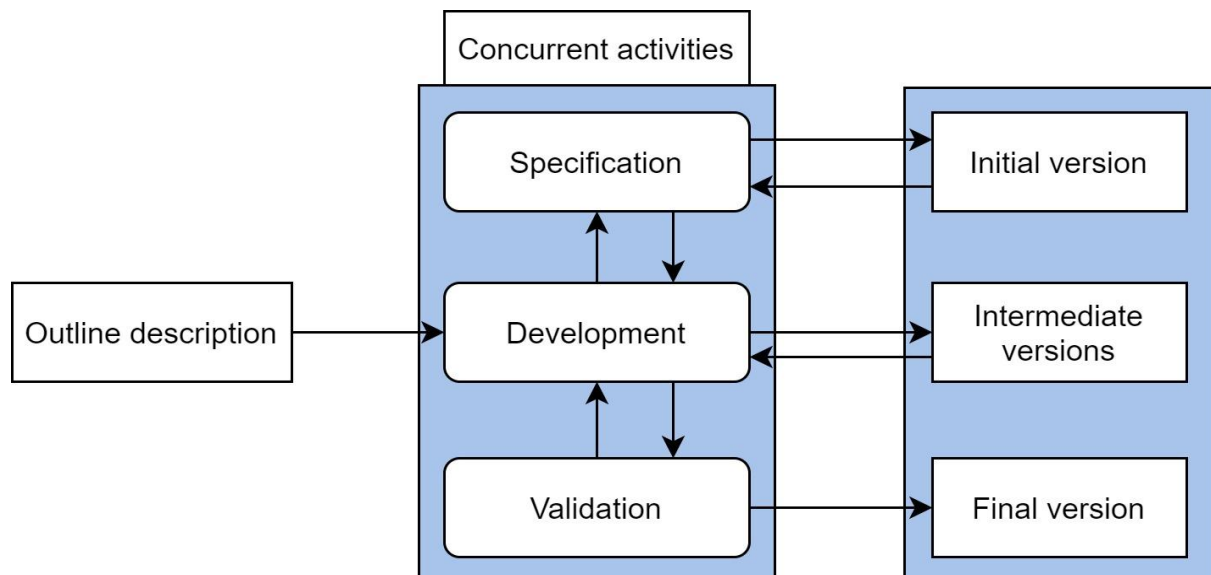 Concurrent activities
Specification
Initial version
Outline description
Development
Intermediate
versions
Validation
Final version